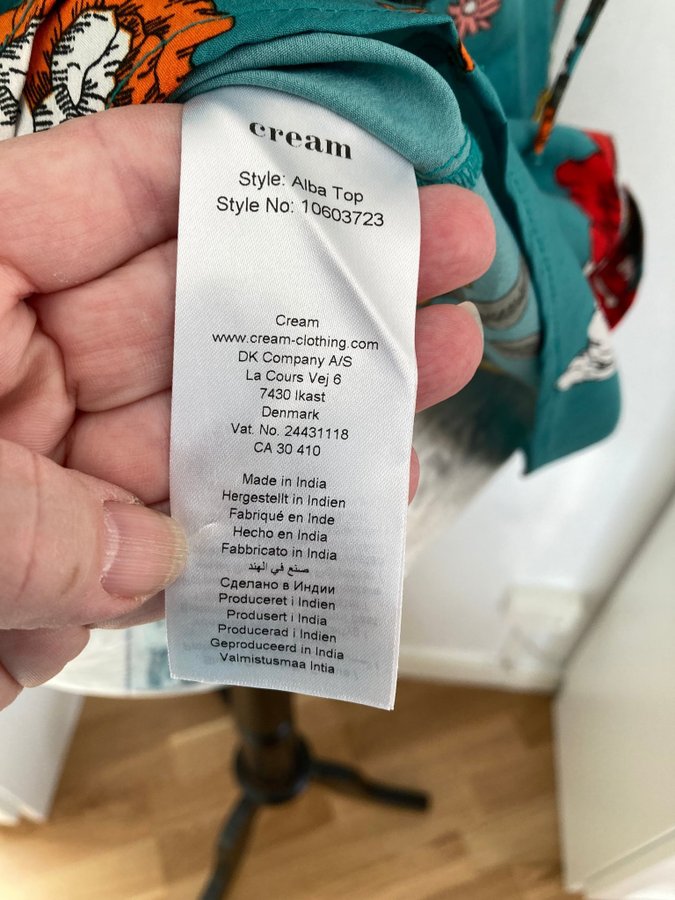 cream
Style: Alba Top
Style No: 10603723
Cream
www.cream-clothing.com
DK Company A/S
La Cours Vej 6
7430 Ikast
Denmark
Vat. No. 24431118
CA 30 410
Made in India
Hergestellt in Indien
Fabriqué en Inde
Hecho en India
Fabbricato in India
صنع في الهند
Сделано в Индии
Produceret i Indien
Produsert i India
Producerad i Indien
Geproduceerd in India
Valmistusmaa Intia